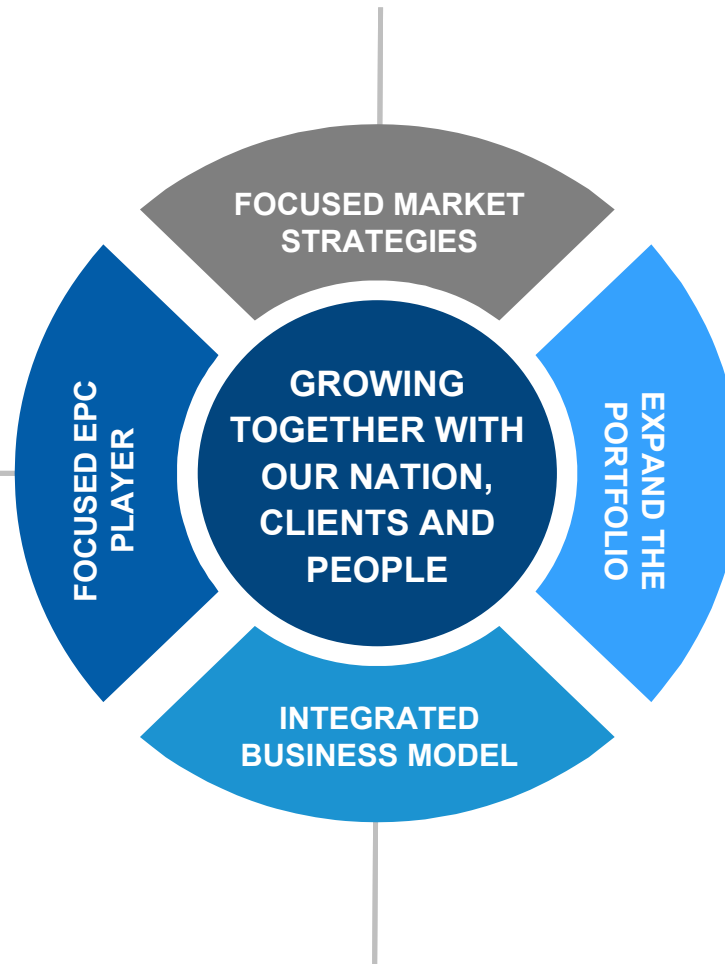 FOCUSED MARKET
STRATEGIES
FOCUSED EPC
PLAYER
GROWING
TOGETHER WITH
OUR NATION,
CLIENTS AND
PEOPLE
EXPAND THE
PORTFOLIO
INTEGRATED
BUSINESS MODEL